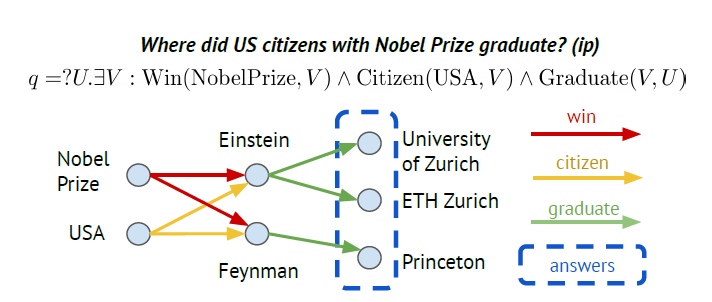 Where did US citizens with Nobel Prize graduate? (ip)
q =?U.∃V : Win(NobelPrize, V) ∧ Citizen(USA, V) ∧ Graduate(V, U)
Nobel
Prize
USA
Einstein
Feynman
University
of Zurich
ETH Zurich
Princeton
win
citizen
graduate
answers